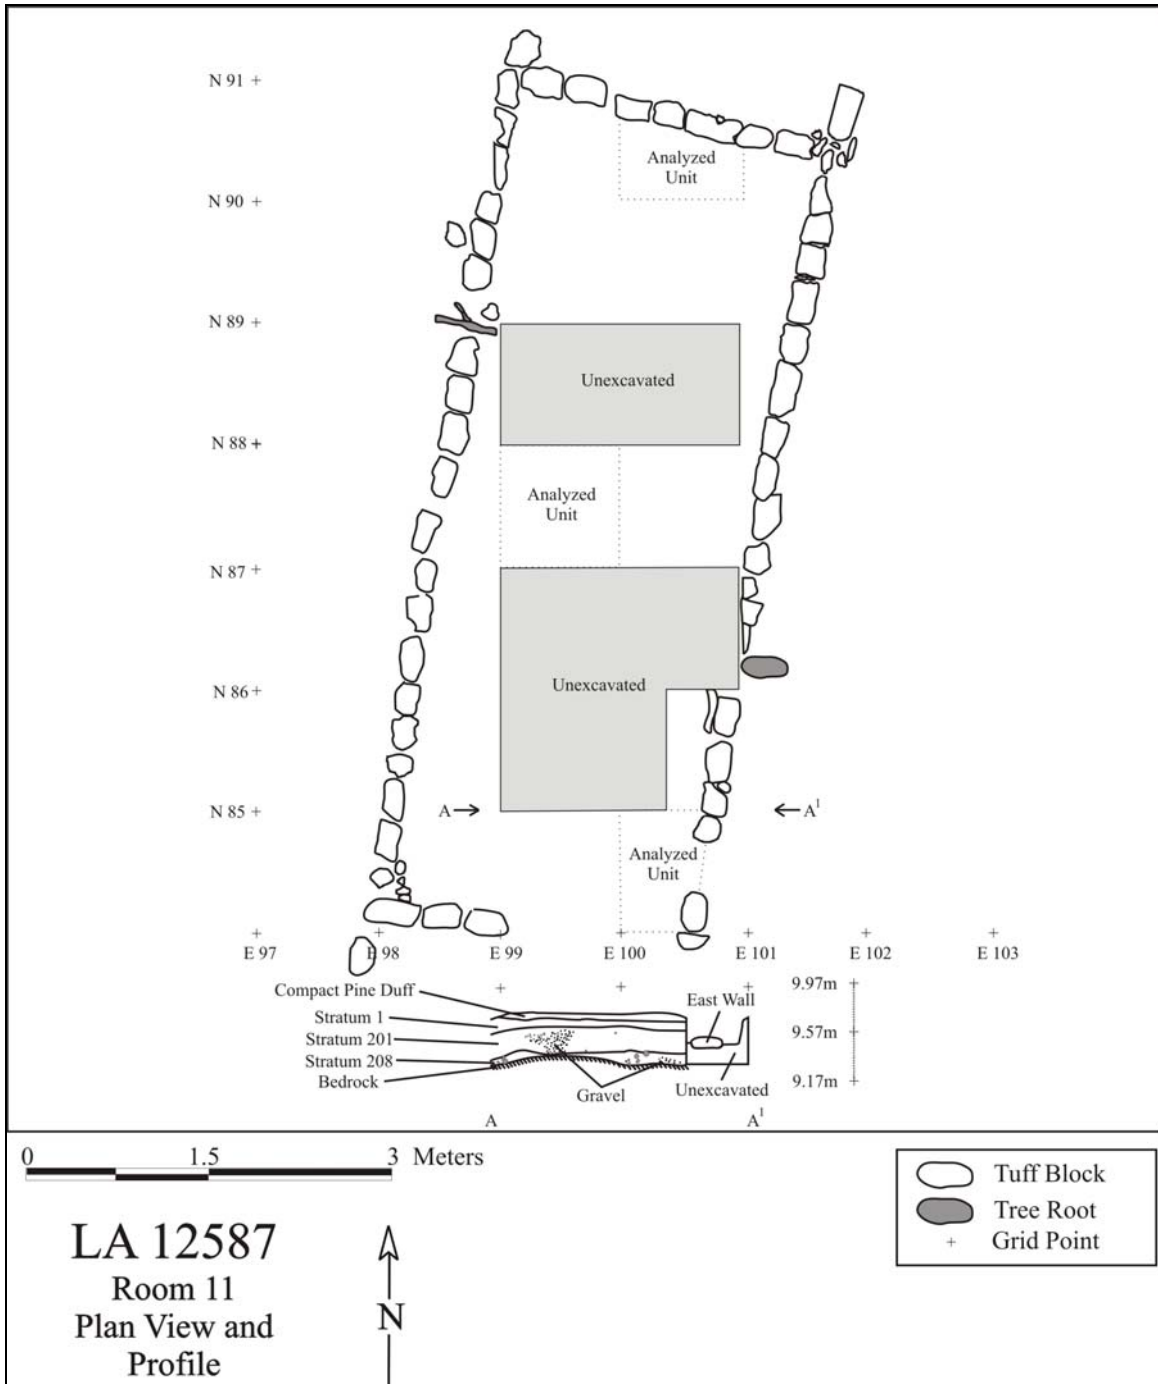 N 91 +
Analyzed
Unit
N 90 +
N 89 +
Unexcavated
N 88 +
Analyzed
Unit
N 87 +
Unexcavated
N 86 +
N 85 +
A
A¹
Analyzed
Unit
E 97
E 98
E 99
E 100
E 101
E 102
E 103
Compact Pine Duff
Stratum 1
Stratum 201
Stratum 208
Bedrock
Gravel
East Wall
Unexcavated
9.97m
9.57m
9.17m
A
A¹
0 1.5 3 Meters
LA 12587
Room 11
Plan View and
Profile
N
Tuff Block
Tree Root
+ Grid Point